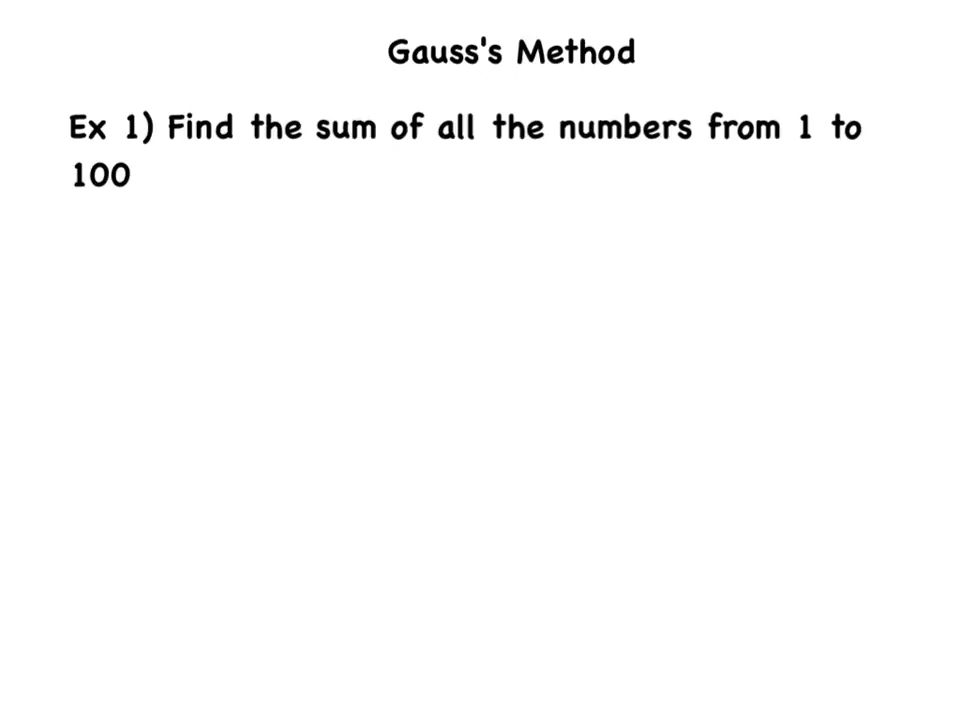 Gauss's Method
Ex 1) Find the sum of all the numbers from 1 to
100